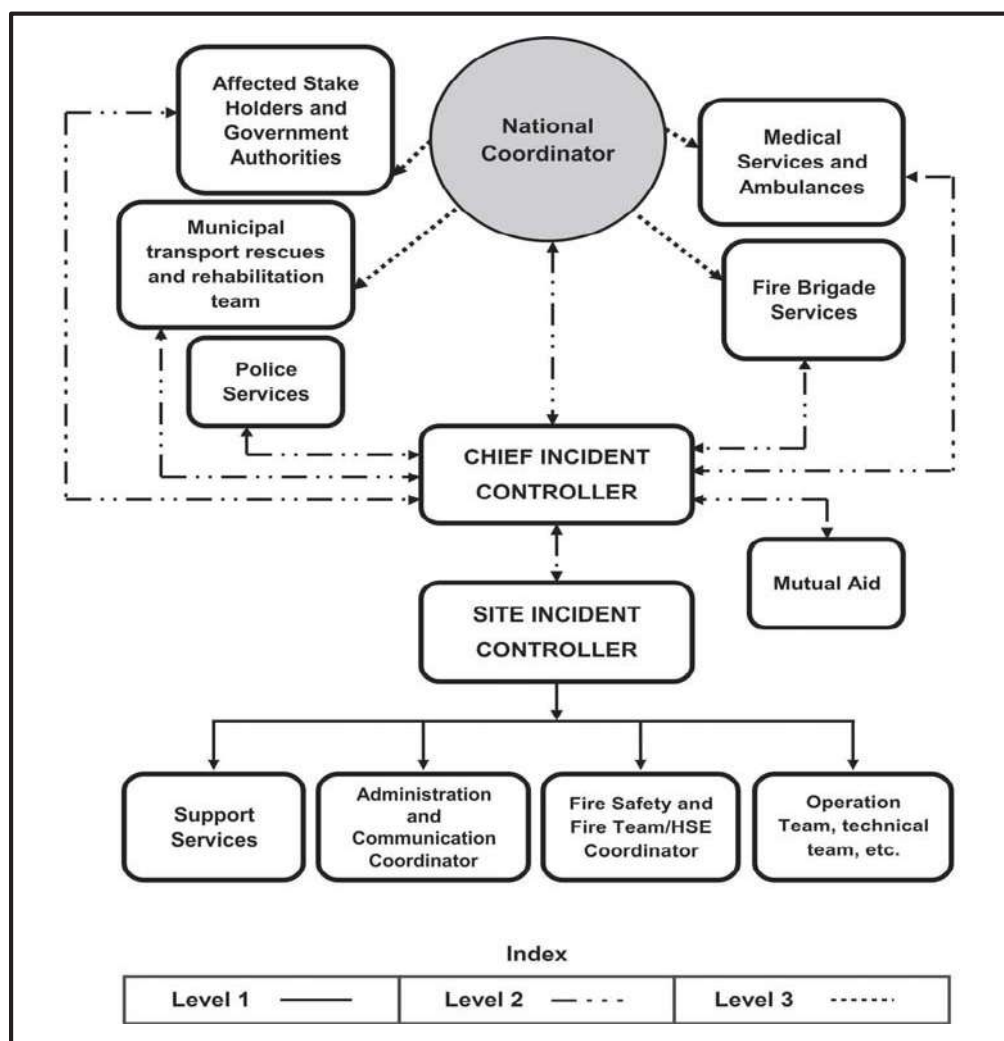 Affected Stake
Holders and
Government
Authorities
National
Coordinator
Medical
Services and
Ambulances
Municipal
transport rescues
and rehabilitation
team
Fire Brigade
Services
Police
Services
CHIEF INCIDENT
CONTROLLER
Mutual Aid
SITE INCIDENT
CONTROLLER
Support
Services
Administration
and
Communication
Coordinator
Fire Safety and
Fire Team/HSE
Coordinator
Operation
Team, technical
team, etc.
Index
Level 1
Level 2
Level 3